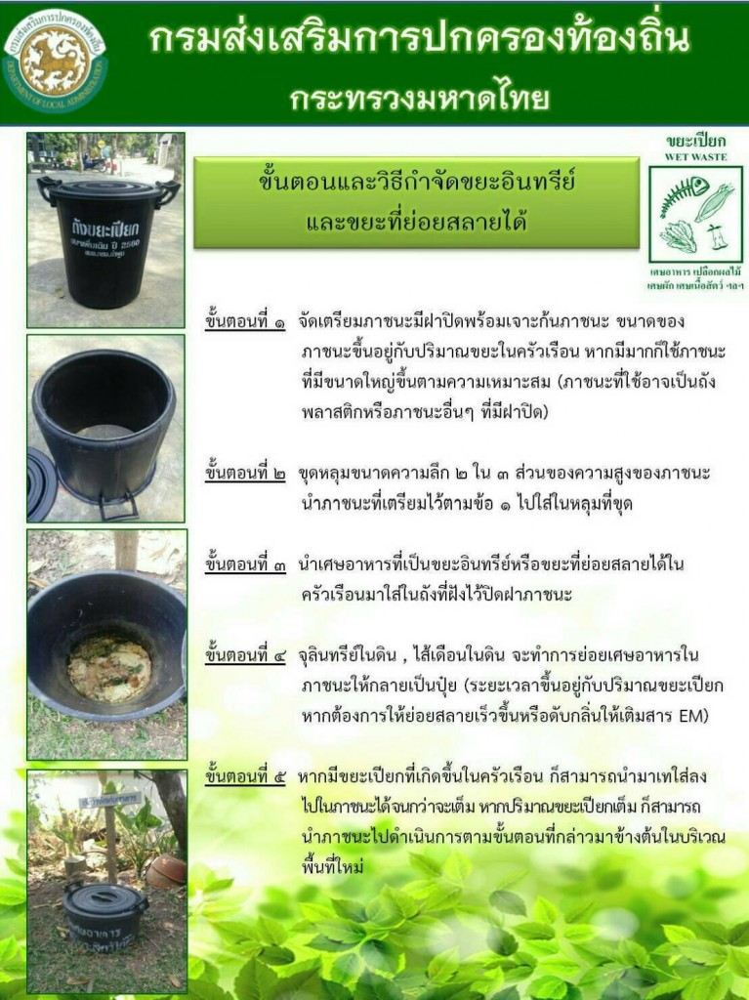 กรมส่งเสริมการปกครองท้องถิ่น
กระทรวงมหาดไทย
กรมส่งเสริมการปกครองท้องถิ่น
DEPARTMENT OF LOCAL ADMINISTRATION
ขยะเปียก
WET WASTE
เศษอาหาร เปลือกผลไม้
เศษผัก เศษเนื้อสัตว์ ฯลฯ
ขั้นตอนและวิธีกำจัดขยะอินทรีย์
และขยะที่ย่อยสลายได้
ถังขยะเปียก
ปี 2560
ขั้นตอนที่ ๑ จัดเตรียมภาชนะมีฝาปิดพร้อมเจาะก้นภาชนะ ขนาดของ
ภาชนะขึ้นอยู่กับปริมาณขยะในครัวเรือน หากมีมากก็ใช้ภาชนะ
ที่มีขนาดใหญ่ขึ้นตามความเหมาะสม (ภาชนะที่ใช้อาจเป็นถัง
พลาสติกหรือภาชนะอื่นๆ ที่มีฝาปิด)
ขั้นตอนที่ ๒ ขุดหลุมขนาดความลึก ๒ ใน ๓ ส่วนของความสูงของภาชนะ
นำภาชนะที่เตรียมไว้ตามข้อ ๑ ไปใส่ในหลุมที่ขุด
ขั้นตอนที่ ๓ นำเศษอาหารที่เป็นขยะอินทรีย์หรือขยะที่ย่อยสลายได้ใน
ครัวเรือนมาใส่ในถังที่ฝังไว้ปิดฝาภาชนะ
ขั้นตอนที่ ๔ จุลินทรีย์ในดิน , ไส้เดือนในดิน จะทำการย่อยเศษอาหารใน
ภาชนะให้กลายเป็นปุ๋ย (ระยะเวลาขึ้นอยู่กับปริมาณขยะเปียก
หากต้องการให้ย่อยสลายเร็วขึ้นหรือดับกลิ่นให้เติมสาร EM)
ขั้นตอนที่ ๕ หากมีขยะเปียกที่เกิดขึ้นในครัวเรือน ก็สามารถนำมาเทใส่ลง
ไปในภาชนะได้จนกว่าจะเต็ม หากปริมาณขยะเปียกเต็ม ก็สามารถ
นำภาชนะไปดำเนินการตามขั้นตอนที่กล่าวมาข้างต้นในบริเวณ
พื้นที่ใหม่